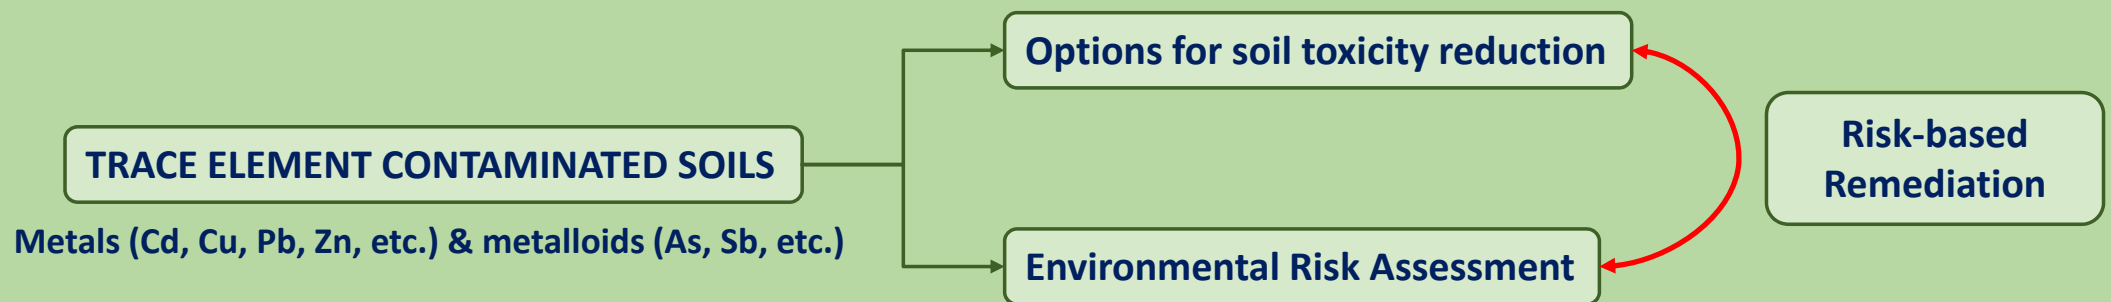 Options for soil toxicity reduction
TRACE ELEMENT CONTAMINATED SOILS
Metals (Cd, Cu, Pb, Zn, etc.) & metalloids (As, Sb, etc.)
Environmental Risk Assessment
Risk-based
Remediation